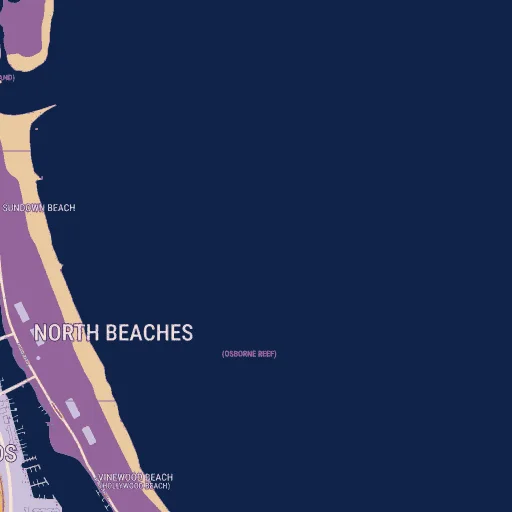 SUNDOWN BEACH
NORTH BEACHES
(OSBORNE REEF)
VINEWOOD BEACH
(HOLLYWOOD BEACH)